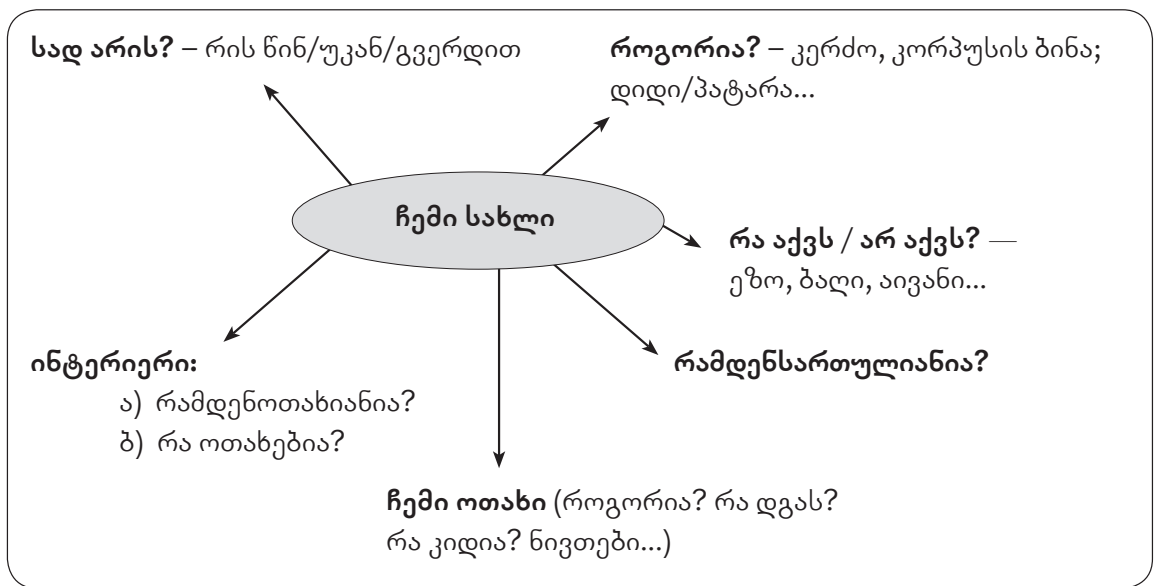 სად არის? – რის წინ/უკან/გვერდით
როგორია? – კერძო, კორპუსის ბინა;
დიდი/პატარა...
ჩემი სახლი
რა აქვს / არ აქვს? —
ეზო, ბაღი, აივანი...
ინტერიერი:
ა) რამდენოთახიანია?
ბ) რა ოთახებია?
რამდენსართულიანია?
ჩემი ოთახი (როგორია? რა დგას?
რა კიდია? ნივთები...)